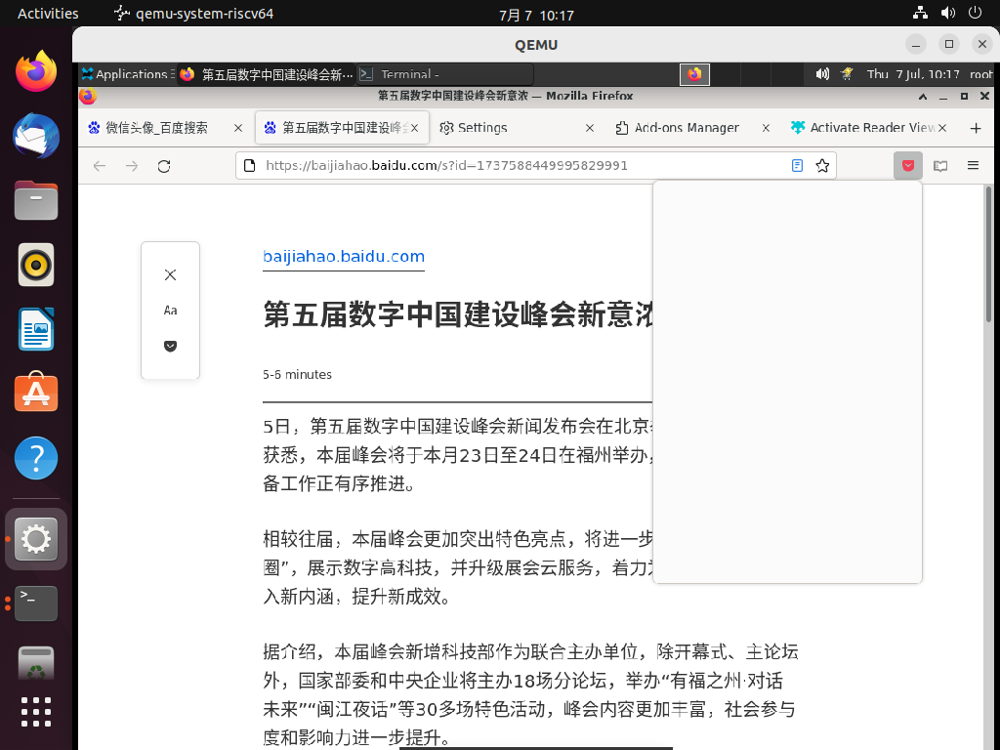 Activities
qemu-system-riscv64
7月 7 10:17
QEMU
Applications
第五届数字中国建设峰会新…
Terminal -
Thu 7 Jul, 10:17
root
第五届数字中国建设峰会新意浓 — Mozilla Firefox
微信头像_百度搜索
第五届数字中国建设峰会
Settings
Add-ons Manager
Activate Reader View
https://baijiahao.baidu.com/s?id=1737588449995829991
baijiahao.baidu.com
第五届数字中国建设峰会新意浓
5-6 minutes
Aa
5日，第五届数字中国建设峰会新闻发布会在北京
获悉，本届峰会将于本月23日至24日在福州举办，
备工作正有序推进。
相较往届，本届峰会更加突出特色亮点，将进一步
圈”，展示数字高科技，并升级展会云服务，着力
入新内涵，提升新成效。
据介绍，本届峰会新增科技部作为联合主办单位，除开幕式、主论坛
外，国家部委和中央企业将主办18场分论坛，举办“有福之州·对话
未来”“闽江夜话”等30多场特色活动，峰会内容更加丰富，社会参与
度和影响力进一步提升。